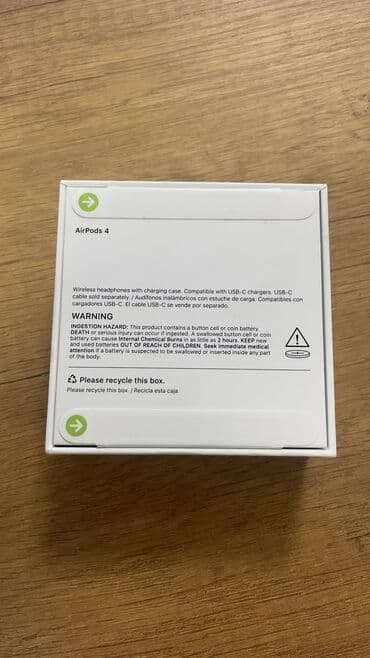 AirPods 4
Wireless headphones with charging case. Compatible with USB-C chargers. USB-C
cable sold separately. / Audífonos inalámbricos con estuche de carga. Compatibles con
cargadores USB-C. El cable USB-C se vende por separado.
WARNING
INGESTION HAZARD: This product contains a button cell or coin battery.
DEATH or serious injury can occur if ingested. A swallowed button cell or coin
battery can cause Internal Chemical Burns in as little as 2 hours. KEEP new
and used batteries OUT OF REACH OF CHILDREN. Seek immediate medical
attention if a battery is suspected to be swallowed or inserted inside any part
of the body.
Please recycle this box.
Please recycle this box. / Recicla esta caja.